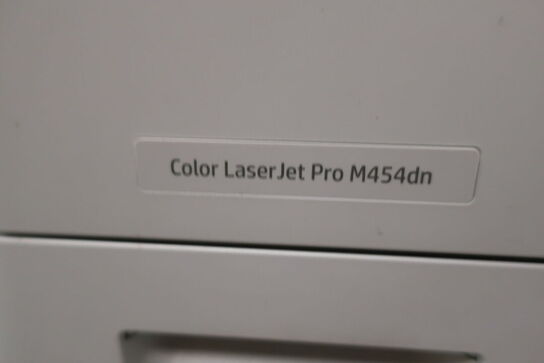 Color LaserJet Pro M454dn